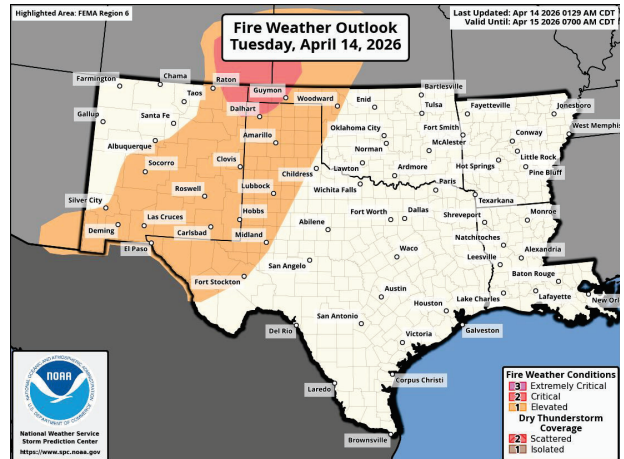 Highlighted Area: FEMA Region 6
Fire Weather Outlook
Tuesday, April 14, 2026
Last Updated: Apr 14 2026 0129 AM CDT
Valid Until: Apr 15 2026 0700 AM CDT
Farmington
Chama
Raton
Taos
Guymon
Woodward
Bartlesville
Enid
Tulsa
Fayetteville
Jonesboro
Gallup
Santa Fe
Dalhart
Oklahoma City
Fort Smith
Conway
West Memphis
Albuquerque
Amarillo
Norman
McAlester
Little Rock
Socorro
Clovis
Childress
Lawton
Ardmore
Hot Springs
Pine Bluff
Silver City
Roswell
Lubbock
Wichita Falls
Paris
Texarkana
Las Cruces
Hobbs
Abilene
Fort Worth
Dallas
Shreveport
Monroe
Deming
Carlsbad
Midland
Natchitoches
El Paso
San Angelo
Waco
Leesville
Alexandria
Fort Stockton
Baton Rouge
Austin
Houston
Lake Charles
Lafayette
New Orl
Del Rio
San Antonio
Victoria
Galveston
Laredo
Corpus Christi
Brownsville
NOAA
National Weather Service
Storm Prediction Center
https://www.spc.noaa.gov
Fire Weather Conditions
3 Extremely Critical
2 Critical
1 Elevated
Dry Thunderstorm
Coverage
2 Scattered
1 Isolated